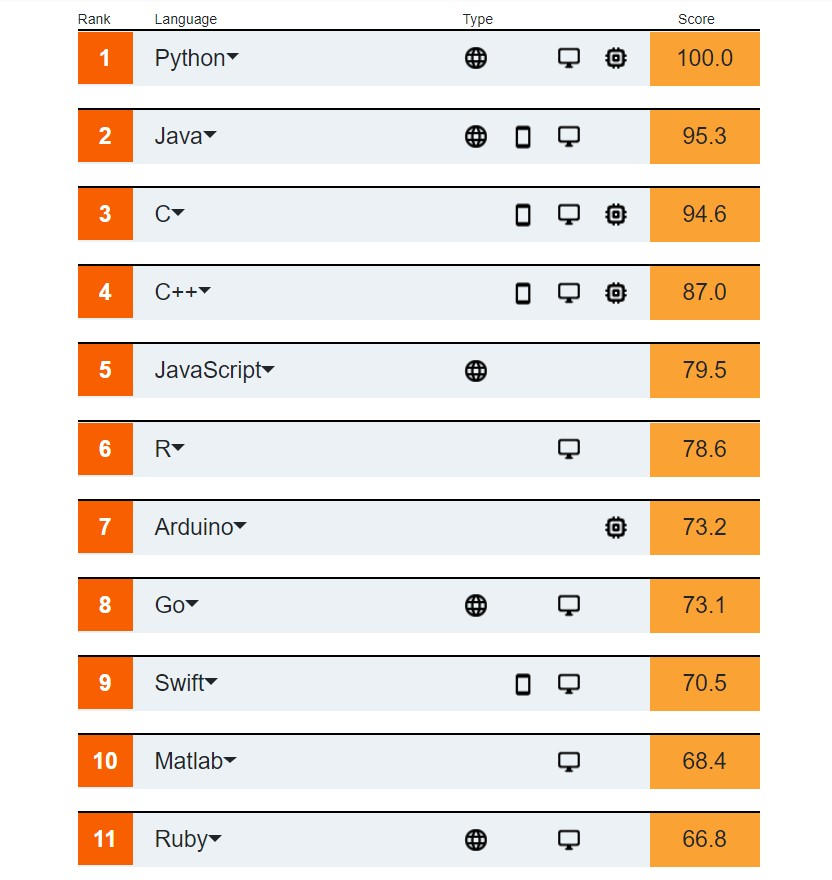 Rank Language Type Score
1 Python 100.0
2 Java 95.3
3 C 94.6
4 C++ 87.0
5 JavaScript 79.5
6 R 78.6
7 Arduino 73.2
8 Go 73.1
9 Swift 70.5
10 Matlab 68.4
11 Ruby 66.8